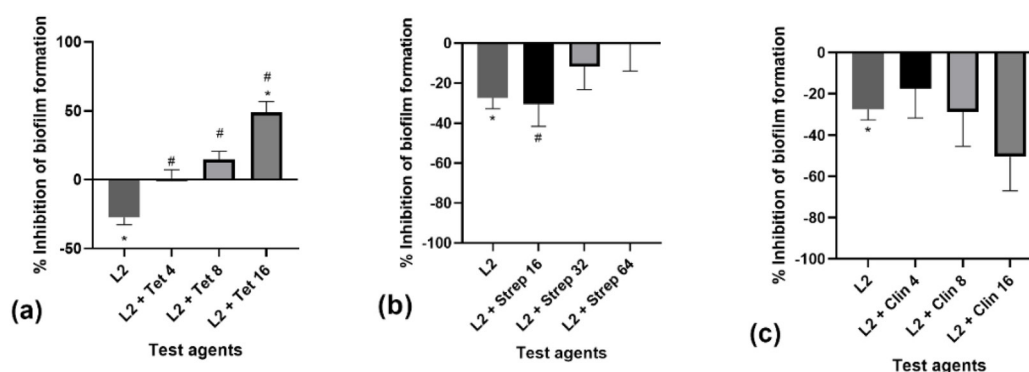 % Inhibition of biofilm formation
100
50
0
-50
#
#
#
*
*
L2
L2 + Tet 4
L2 + Tet 8
L2 + Tet 16
Test agents
(a)
% Inhibition of biofilm formation
0
-20
-40
-60
-80
-100
*
#
L2
L2 + Strep 16
L2 + Strep 32
L2 + Strep 64
Test agents
(b)
% Inhibition of biofilm formation
0
-20
-40
-60
-80
-100
*
L2
L2 + Clin 4
L2 + Clin 8
L2 + Clin 16
Test agents
(c)